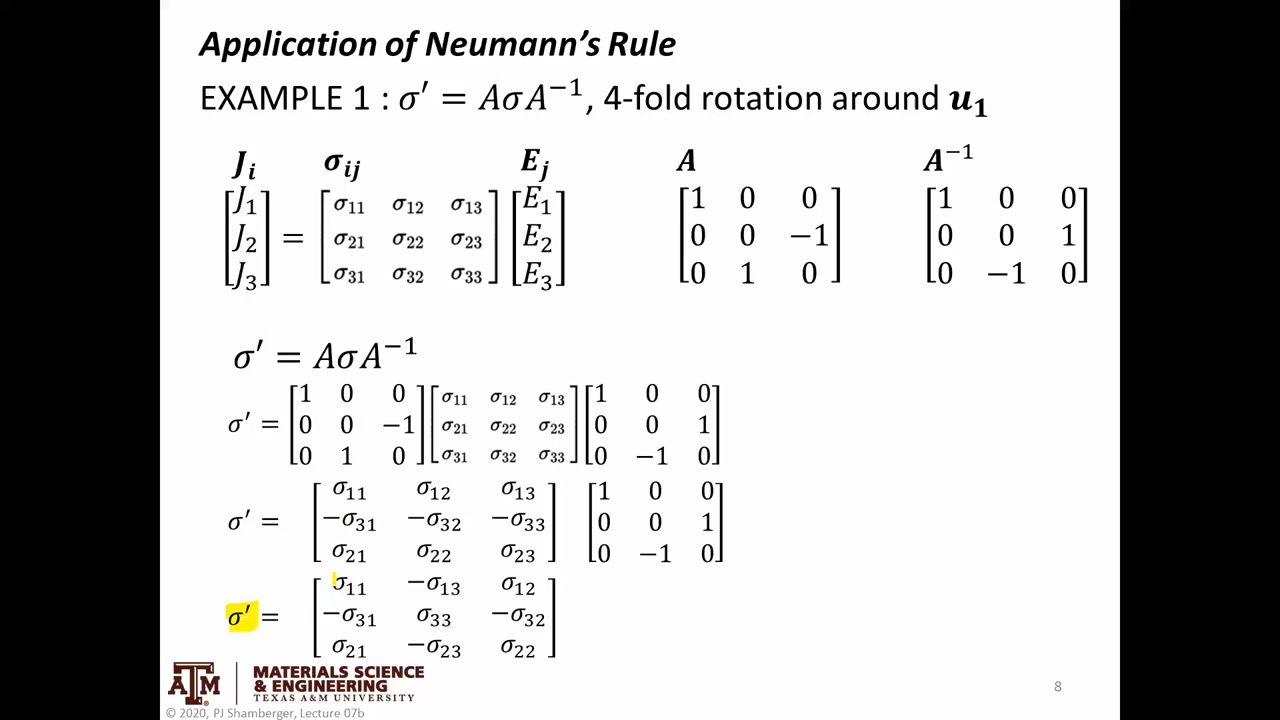 Application of Neumann's Rule
EXAMPLE 1 : σ′ = AσA⁻¹, 4-fold rotation around u₁
Jᵢ σᵢⱼ Eⱼ A A⁻¹
[J₁ σ₁₁ σ₁₂ σ₁₃ E₁ 1 0 0 1 0 0
J₂ = σ₂₁ σ₂₂ σ₂₃ E₂ 0 0 −1 0 0 1
J₃] σ₃₁ σ₃₂ σ₃₃ E₃ 0 1 0 0 −1 0
σ′ = AσA⁻¹
1 0 0 σ₁₁ σ₁₂ σ₁₃ 1 0 0
σ′ = 0 0 −1 σ₂₁ σ₂₂ σ₂₃ 0 0 1
0 1 0 σ₃₁ σ₃₂ σ₃₃ 0 −1 0
σ₁₁ σ₁₂ σ₁₃ 1 0 0
σ′ = −σ₃₁ −σ₃₂ −σ₃₃ 0 0 1
σ₂₁ σ₂₂ σ₂₃ 0 −1 0
σ₁₁ −σ₁₃ σ₁₂
σ′ = −σ₃₁ σ₃₃ −σ₃₂
σ₂₁ −σ₂₃ σ₂₂
ATM
MATERIALS SCIENCE
& ENGINEERING
TEXAS A&M UNIVERSITY
8
© 2020, PJ Shamberger, Lecture 07b